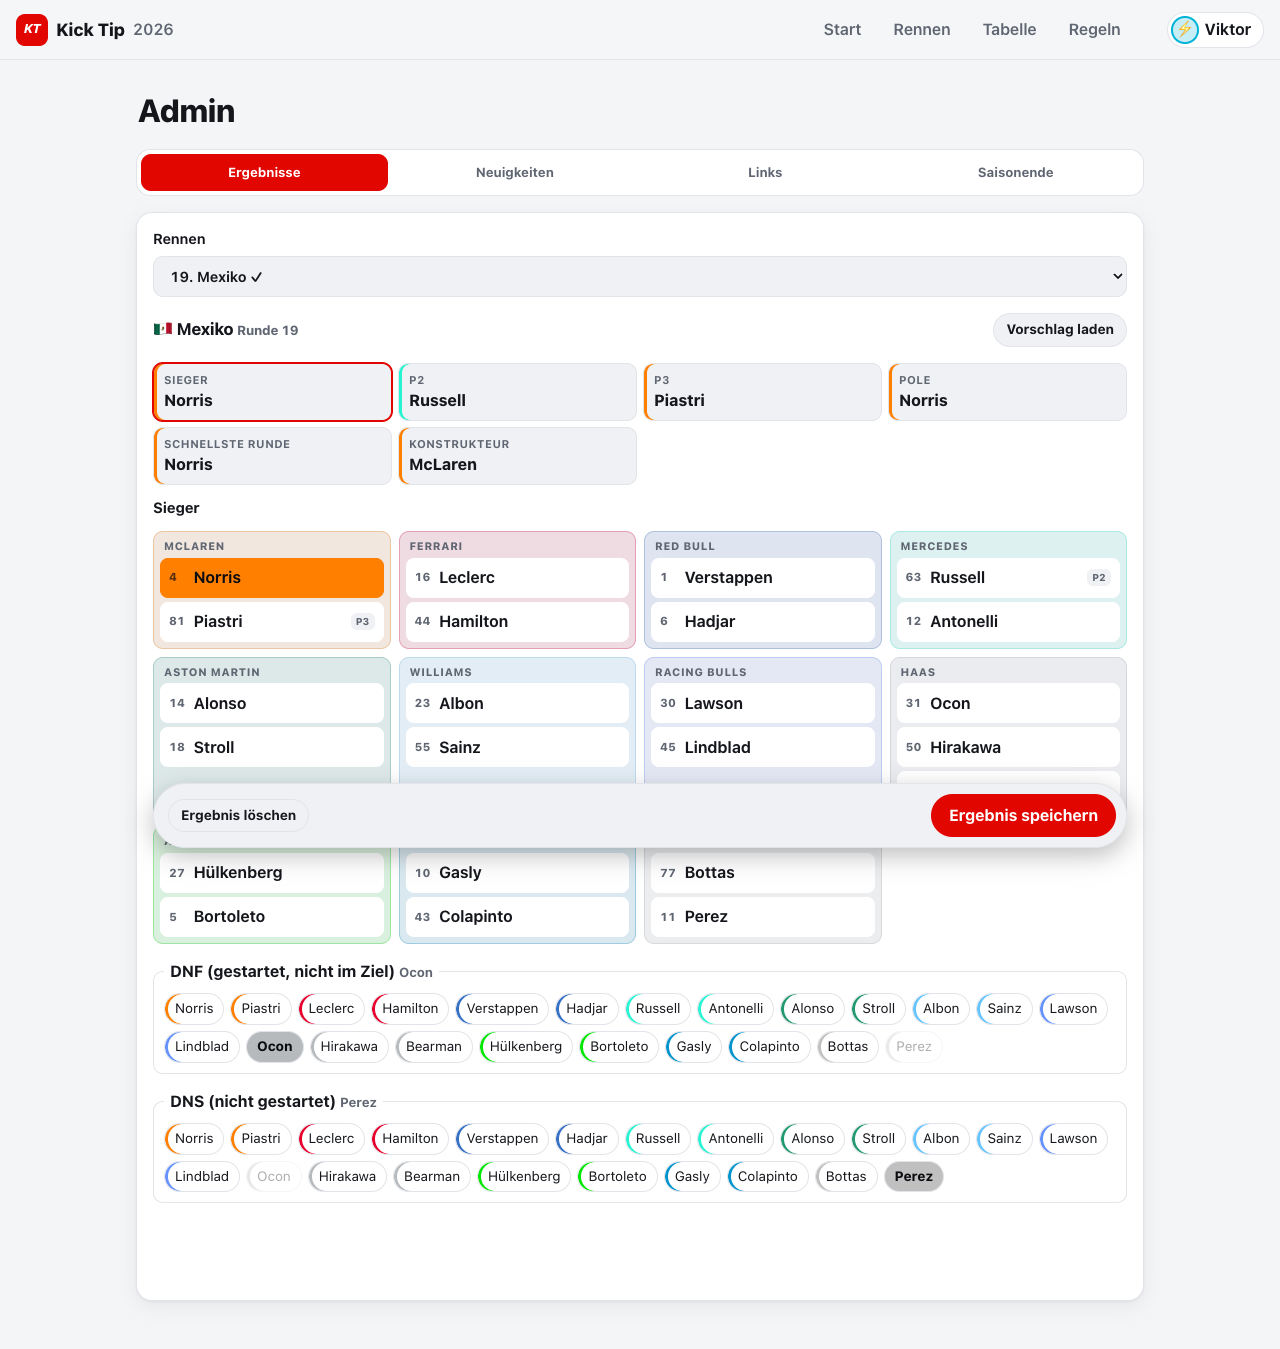 KT Kick Tip 2026 Start Rennen Tabelle Regeln Viktor
Admin
Ergebnisse Neuigkeiten Links Saisonende
Rennen
19. Mexiko ✓
Mexiko Runde 19 Vorschlag laden
SIEGER P2 P3 POLE
Norris Russell Piastri Norris
SCHNELLSTE RUNDE KONSTRUKTEUR
Norris McLaren
Sieger
MCLAREN FERRARI RED BULL MERCEDES
4 Norris 16 Leclerc 1 Verstappen 63 Russell P2
81 Piastri P3 44 Hamilton 6 Hadjar 12 Antonelli
ASTON MARTIN WILLIAMS RACING BULLS HAAS
14 Alonso 23 Albon 30 Lawson 31 Ocon
18 Stroll 55 Sainz 45 Lindblad 50 Hirakawa
Ergebnis löschen Ergebnis speichern
27 Hülkenberg 10 Gasly 77 Bottas
5 Bortoleto 43 Colapinto 11 Perez
DNF (gestartet, nicht im Ziel) Ocon
Norris Piastri Leclerc Hamilton Verstappen Hadjar Russell Antonelli Alonso Stroll Albon Sainz Lawson
Lindblad Ocon Hirakawa Bearman Hülkenberg Bortoleto Gasly Colapinto Bottas Perez
DNS (nicht gestartet) Perez
Norris Piastri Leclerc Hamilton Verstappen Hadjar Russell Antonelli Alonso Stroll Albon Sainz Lawson
Lindblad Ocon Hirakawa Bearman Hülkenberg Bortoleto Gasly Colapinto Bottas Perez